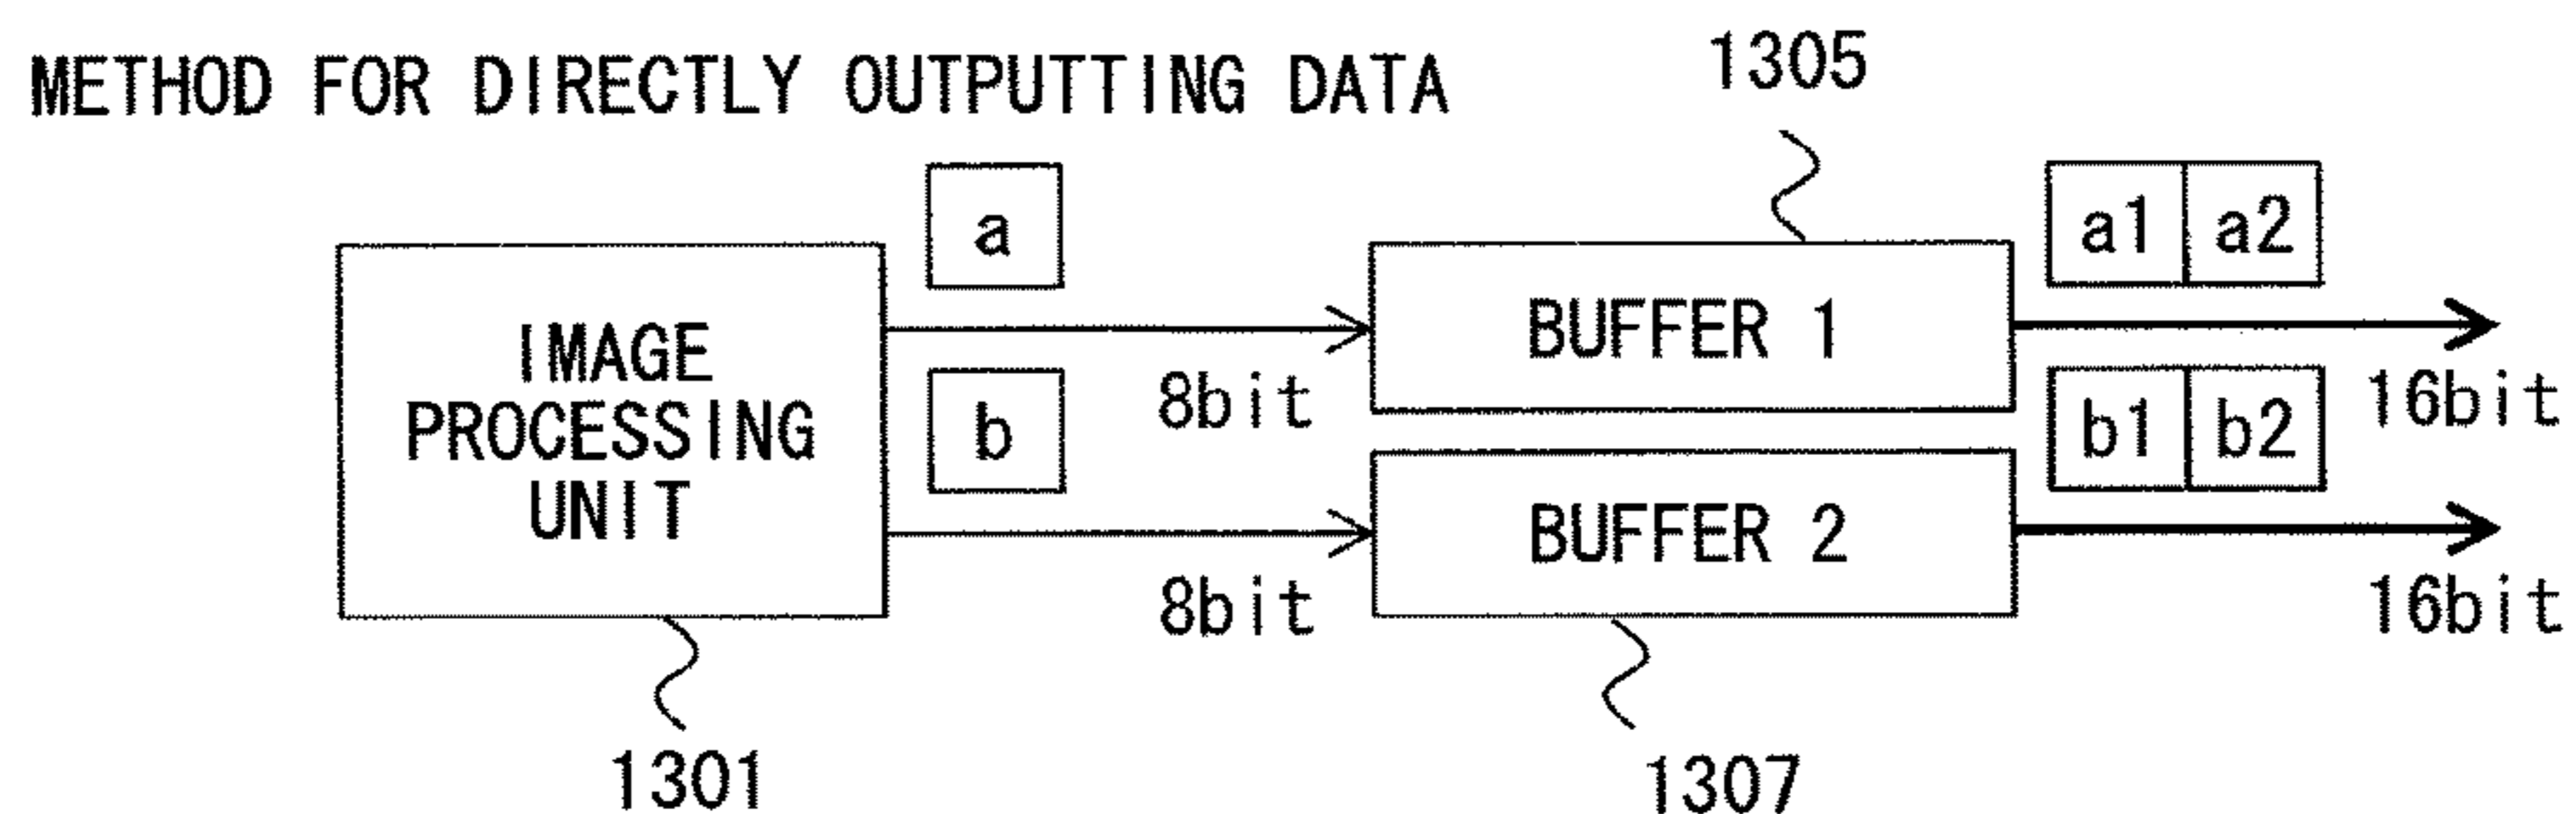 METHOD FOR DIRECTLY OUTPUTTING DATA
1305
a
a1 a2
IMAGE
PROCESSING
UNIT
BUFFER 1
8bit
16bit
b
b1 b2
BUFFER 2
8bit
16bit
1301
1307